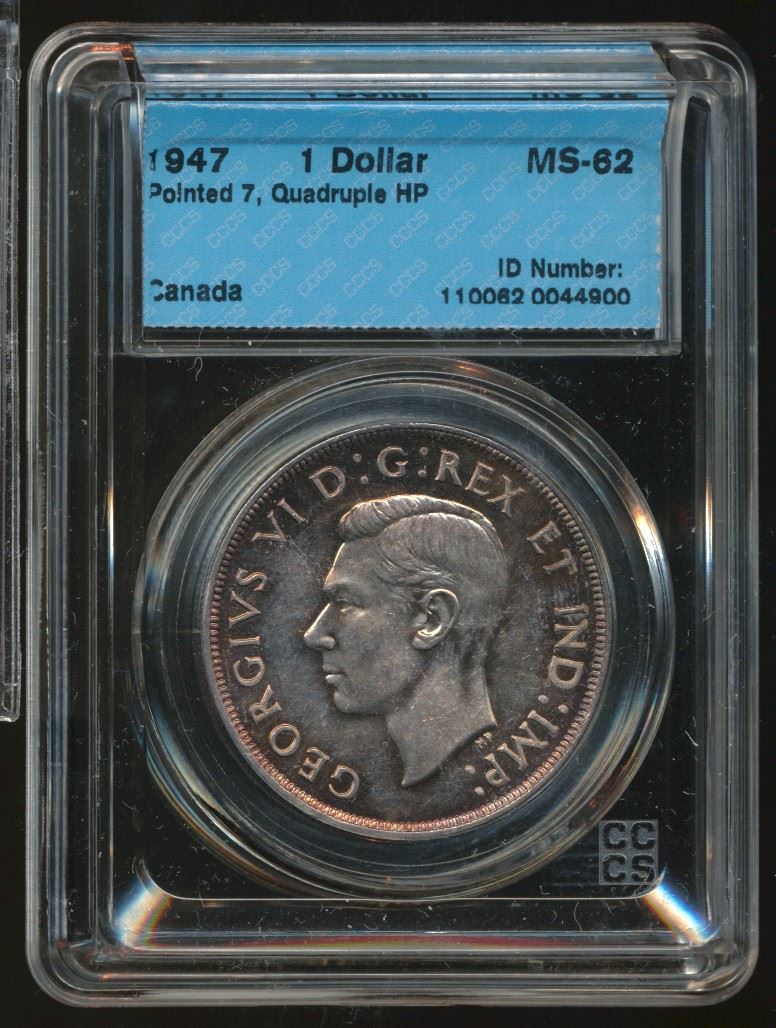 1947 1 Dollar MS-62
Pointed 7, Quadruple HP
ID Number:
Canada 110062 0044900
GEORGIVS VI D:G:REX ET IND:IMP:
HP
CC
CS